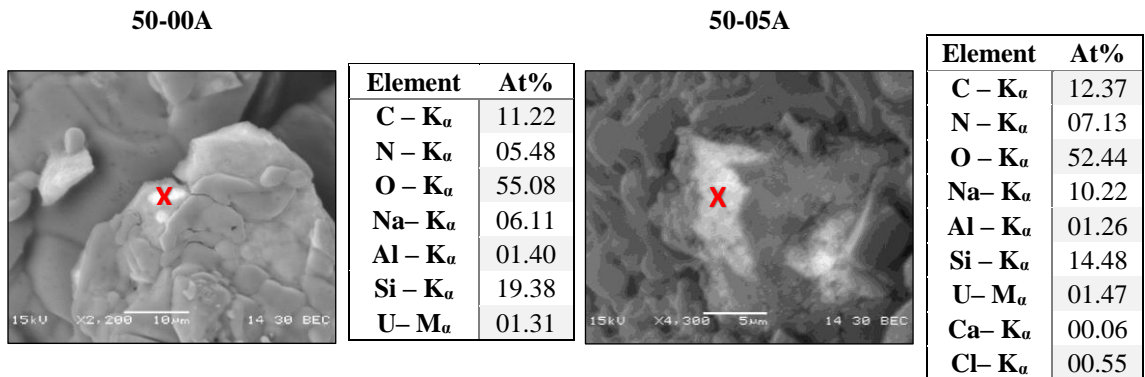 50-00A 50-05A
Element At%
C – Kα 11.22
N – Kα 05.48
O – Kα 55.08
Na– Kα 06.11
Al – Kα 01.40
Si – Kα 19.38
U– Mα 01.31
X
15kV X2,200 10μm 14 30 BEC
Element At%
C – Kα 12.37
N – Kα 07.13
O – Kα 52.44
Na– Kα 10.22
Al – Kα 01.26
Si – Kα 14.48
U– Mα 01.47
Ca– Kα 00.06
Cl– Kα 00.55
X
15kV X4,300 5μm 14 30 BEC